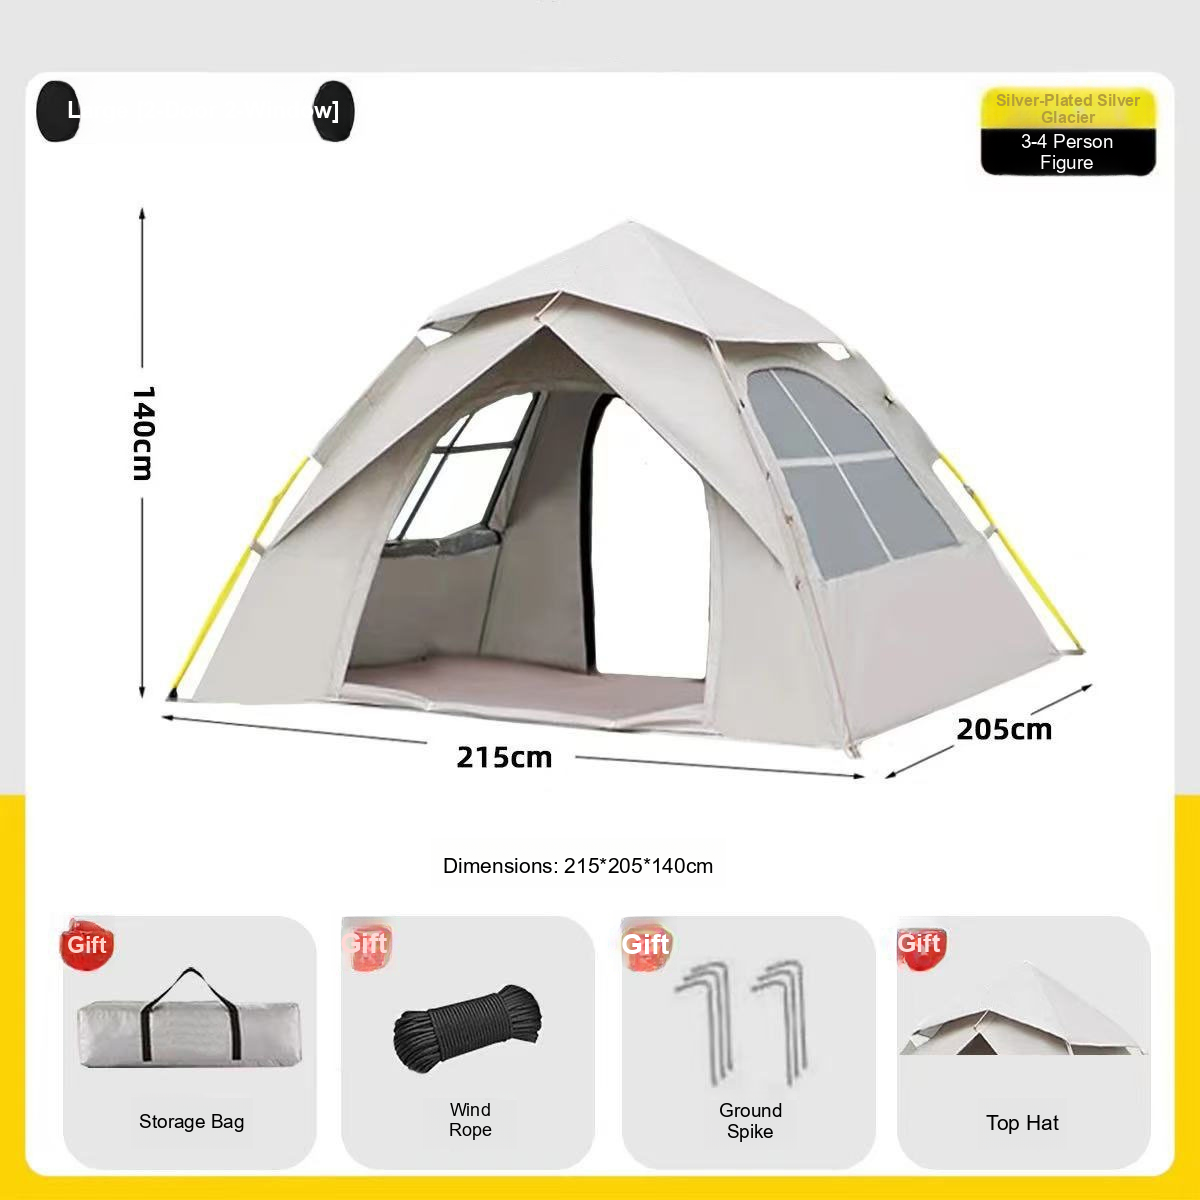 Silver-Plated Silver
Glacier
3-4 Person
Figure
140cm
215cm
205cm
Dimensions: 215*205*140cm
Gift
Gift
Gift
Gift
Storage Bag
Wind
Rope
Ground
Spike
Top Hat